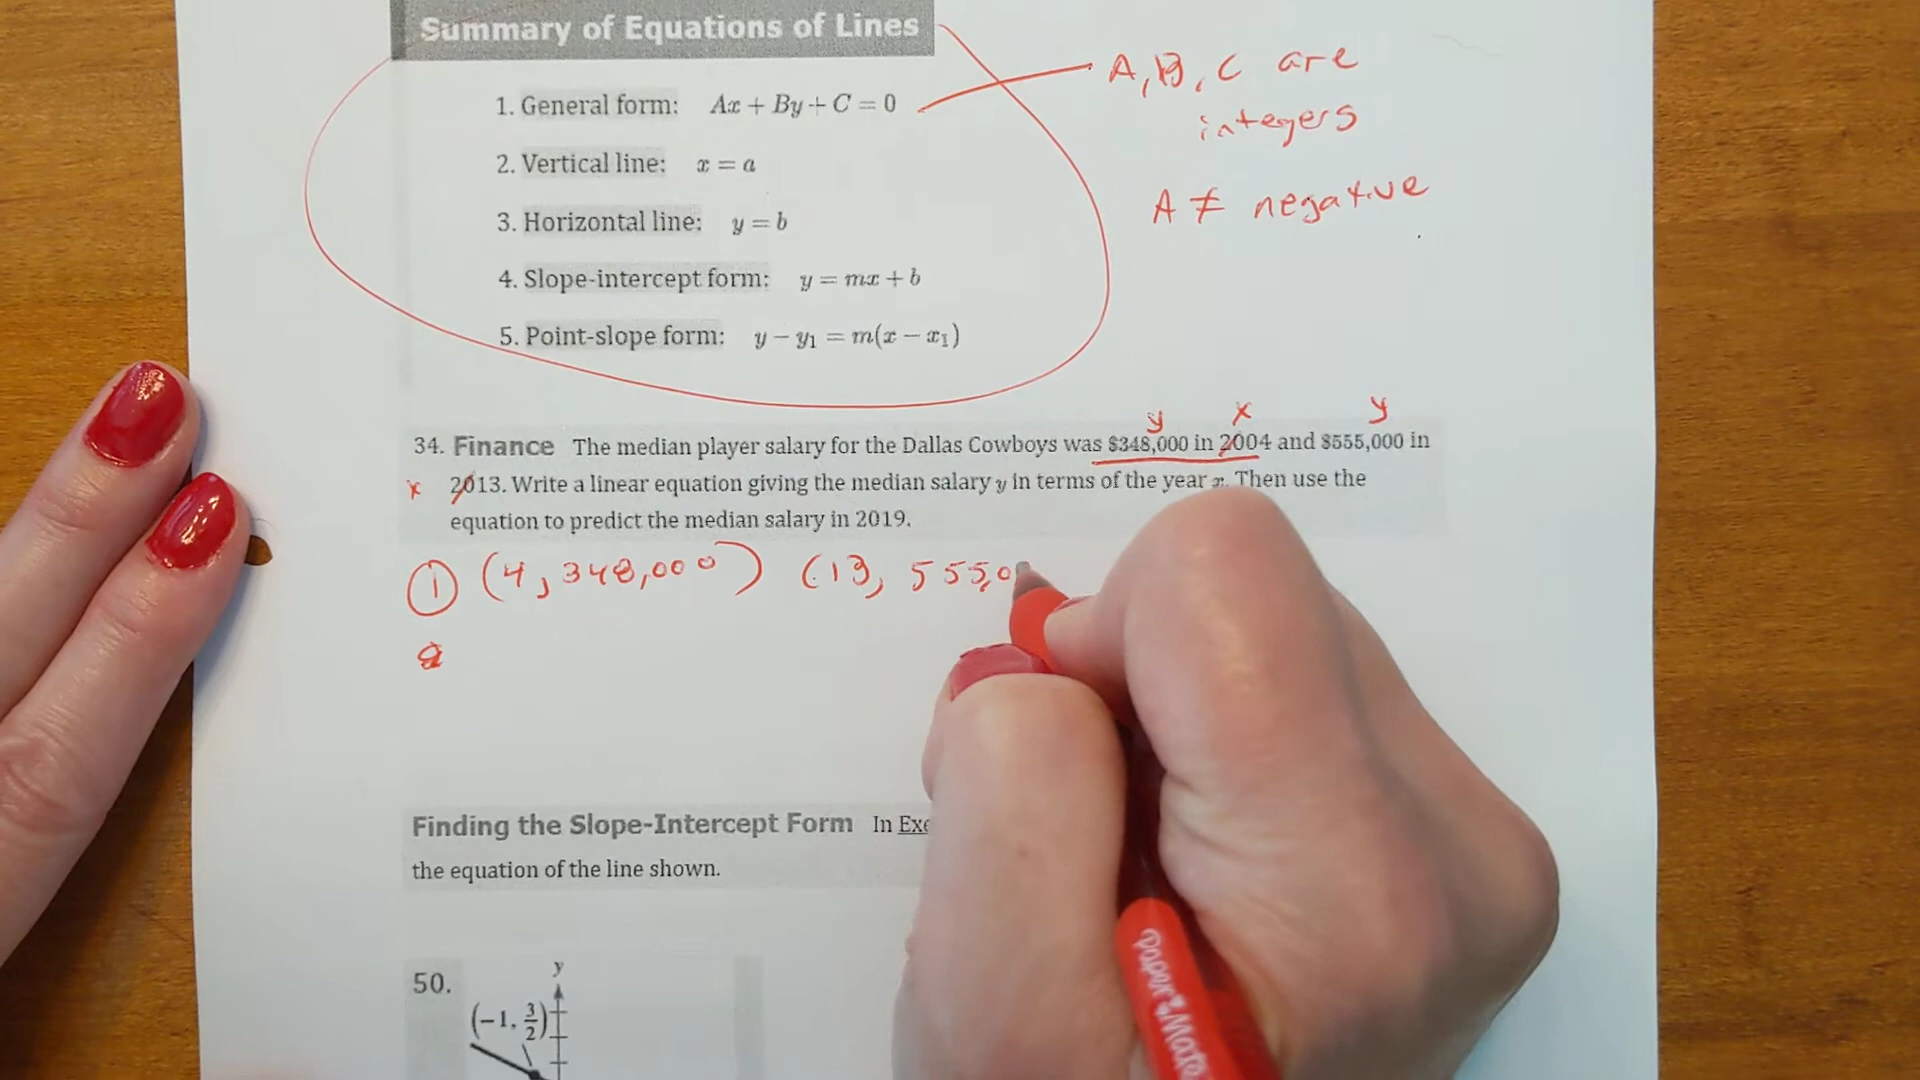 Summary of Equations of Lines
1. General form: Ax + By + C = 0
A, B, C are
integers
2. Vertical line: x = a
A ≠ negative
3. Horizontal line: y = b
4. Slope-intercept form: y = mx + b
5. Point-slope form: y − y₁ = m(x − x₁)
y x y
34. Finance The median player salary for the Dallas Cowboys was $348,000 in 2004 and $555,000 in
x 2013. Write a linear equation giving the median salary y in terms of the year x. Then use the
equation to predict the median salary in 2019.
① (4, 348,000) (13, 555,0
Finding the Slope-Intercept Form In
the equation of the line shown.
50.
y
(−1, 3/2)
Paper Mate